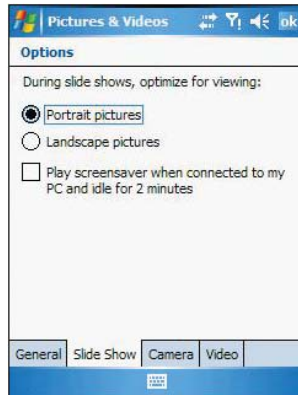 Pictures & Videos ok
Options
During slide shows, optimize for viewing:
Portrait pictures
Landscape pictures
Play screensaver when connected to my
PC and idle for 2 minutes
General Slide Show Camera Video